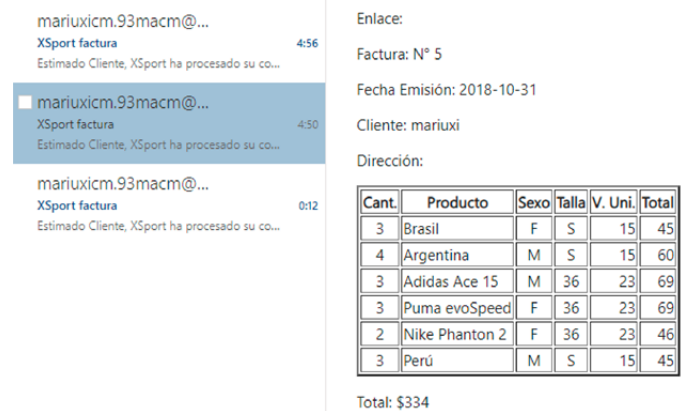 mariuxicm.93macm@...
XSport factura 4:56
Estimado Cliente, XSport ha procesado su co...
mariuxicm.93macm@...
XSport factura 4:50
Estimado Cliente, XSport ha procesado su co...
mariuxicm.93macm@...
XSport factura 0:12
Estimado Cliente, XSport ha procesado su co...
Enlace:
Factura: N° 5
Fecha Emisión: 2018-10-31
Cliente: mariuxi
Dirección:
Cant. Producto Sexo Talla V. Uni. Total
3 Brasil F S 15 45
4 Argentina M S 15 60
3 Adidas Ace 15 M 36 23 69
3 Puma evoSpeed F 36 23 69
2 Nike Phanton 2 F 36 23 46
3 Perú M S 15 45
Total: $334